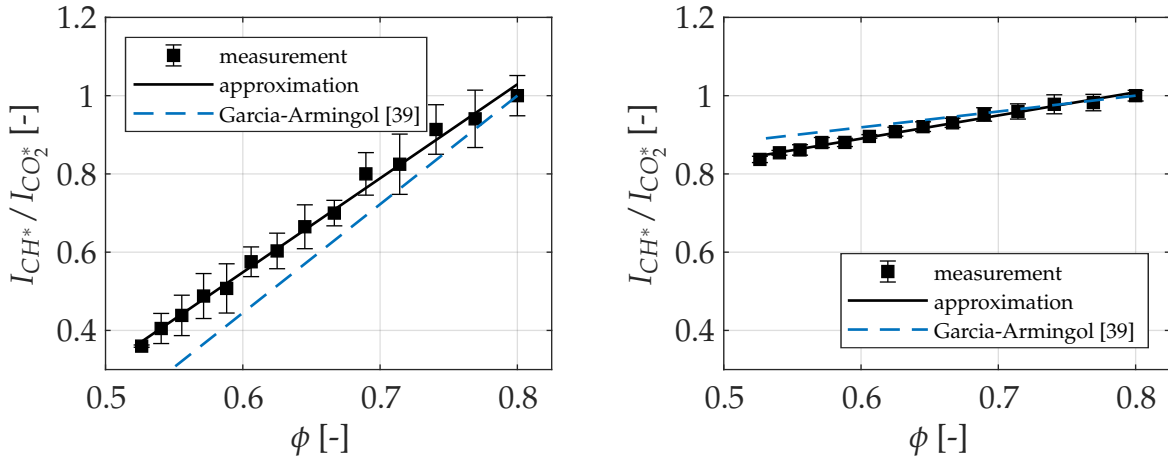 1.2
1
0.8
0.6
0.4
I_{CH*} / I_{CO_2^*} [-]
measurement
approximation
Garcia-Armingol [39]
0.5 0.6 0.7 0.8
ϕ [-]
1.2
1
0.8
0.6
0.4
I_{CH*} / I_{CO_2^*} [-]
measurement
approximation
Garcia-Armingol [39]
0.5 0.6 0.7 0.8
ϕ [-]